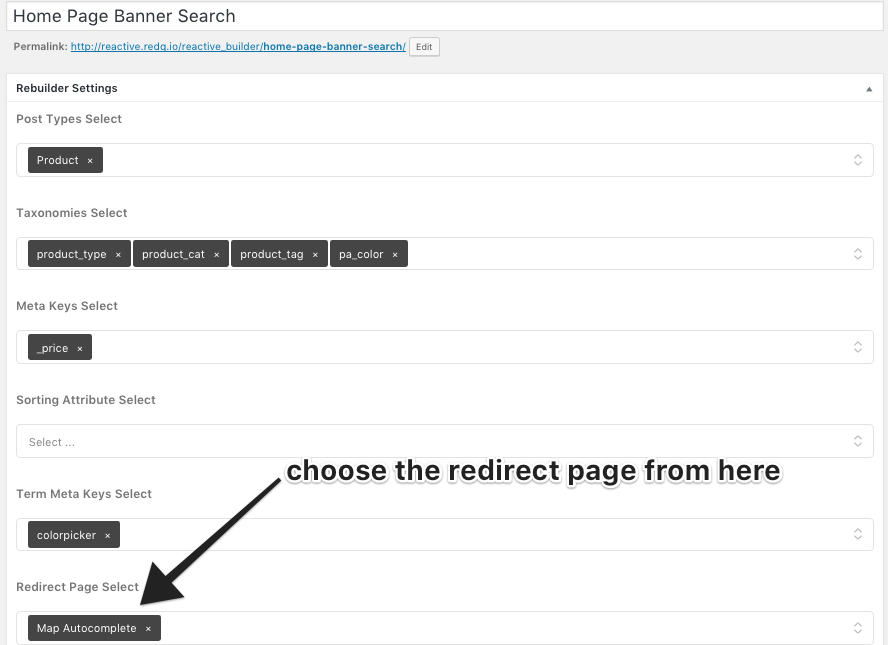 Home Page Banner Search
Permalink: http://reactive.redq.io/reactive_builder/home-page-banner-search/ Edit
Rebuilder Settings ▲
Post Types Select
Product ×
Taxonomies Select
product_type × product_cat × product_tag × pa_color ×
Meta Keys Select
_price ×
Sorting Attribute Select
Select ...
choose the redirect page from here
Term Meta Keys Select
colorpicker ×
Redirect Page Select
Map Autocomplete ×